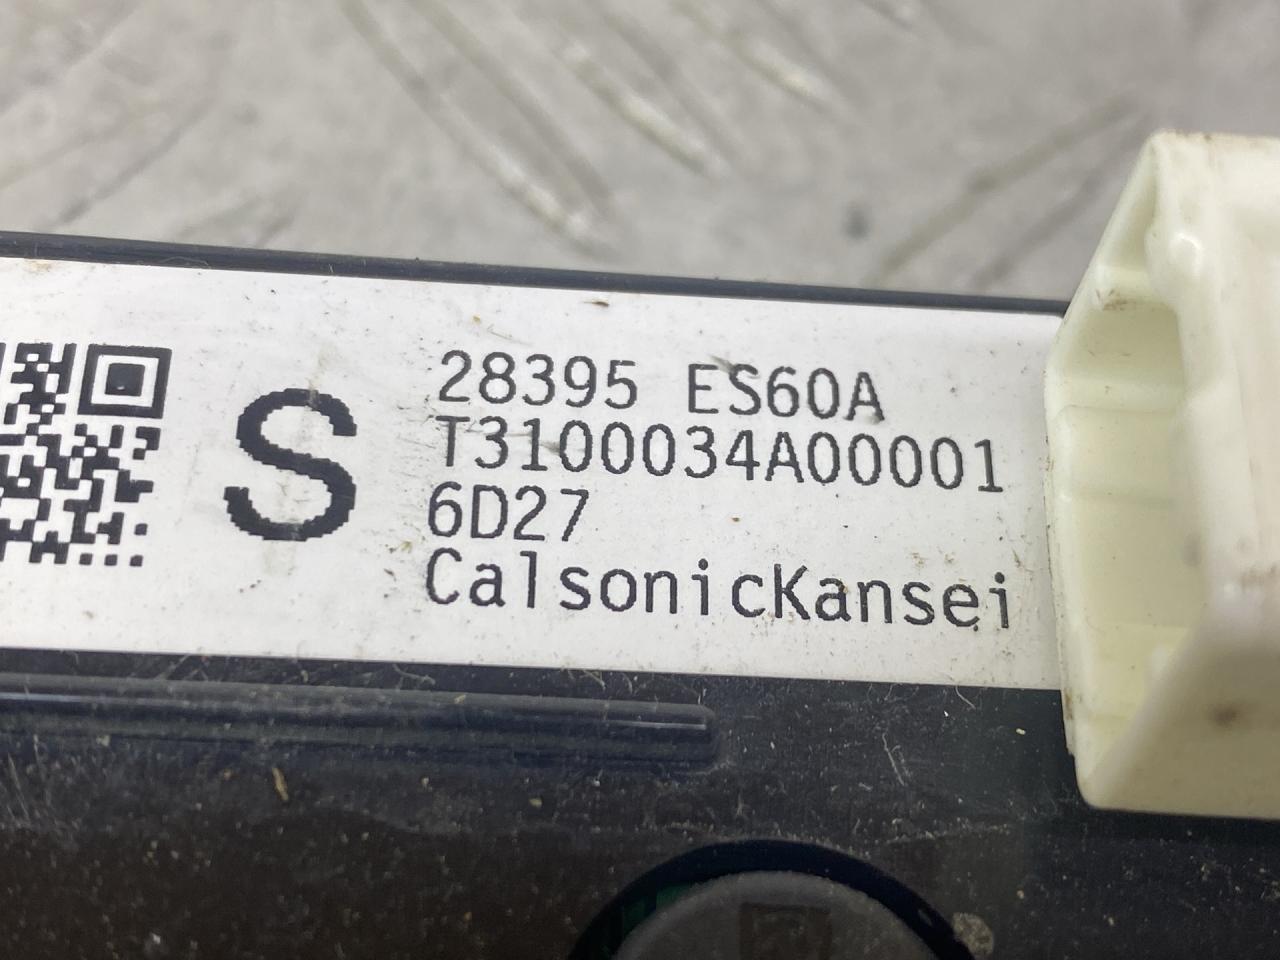 S
28395 ES60A
T3100034A00001
6D27
CalsonicKansei